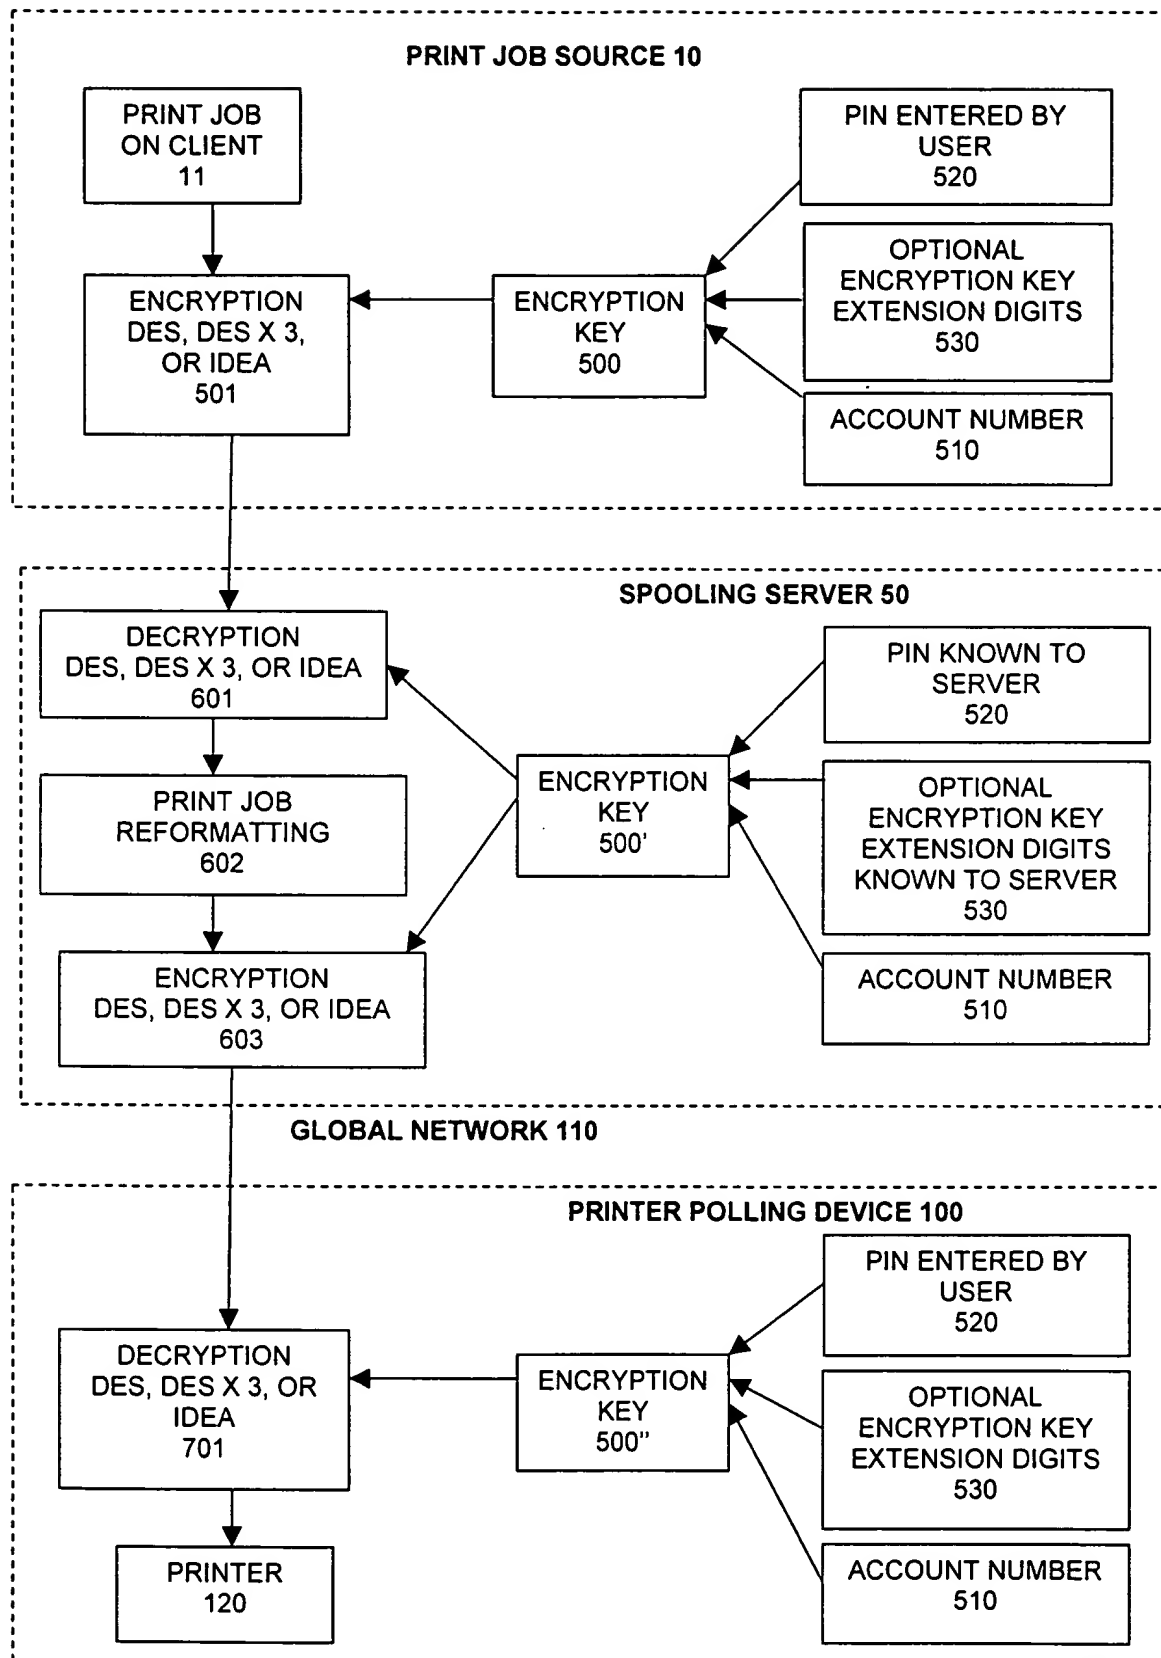 PRINT JOB SOURCE 10
PRINT JOB
ON CLIENT
11
PIN ENTERED BY
USER
520
ENCRYPTION
DES, DES X 3,
OR IDEA
501
ENCRYPTION
KEY
500
OPTIONAL
ENCRYPTION KEY
EXTENSION DIGITS
530
ACCOUNT NUMBER
510
SPOOLING SERVER 50
DECRYPTION
DES, DES X 3, OR IDEA
601
PIN KNOWN TO
SERVER
520
PRINT JOB
REFORMATTING
602
ENCRYPTION
KEY
500'
OPTIONAL
ENCRYPTION KEY
EXTENSION DIGITS
KNOWN TO SERVER
530
ENCRYPTION
DES, DES X 3, OR IDEA
603
ACCOUNT NUMBER
510
GLOBAL NETWORK 110
PRINTER POLLING DEVICE 100
PIN ENTERED BY
USER
520
DECRYPTION
DES, DES X 3, OR
IDEA
701
ENCRYPTION
KEY
500"
OPTIONAL
ENCRYPTION KEY
EXTENSION DIGITS
530
PRINTER
120
ACCOUNT NUMBER
510